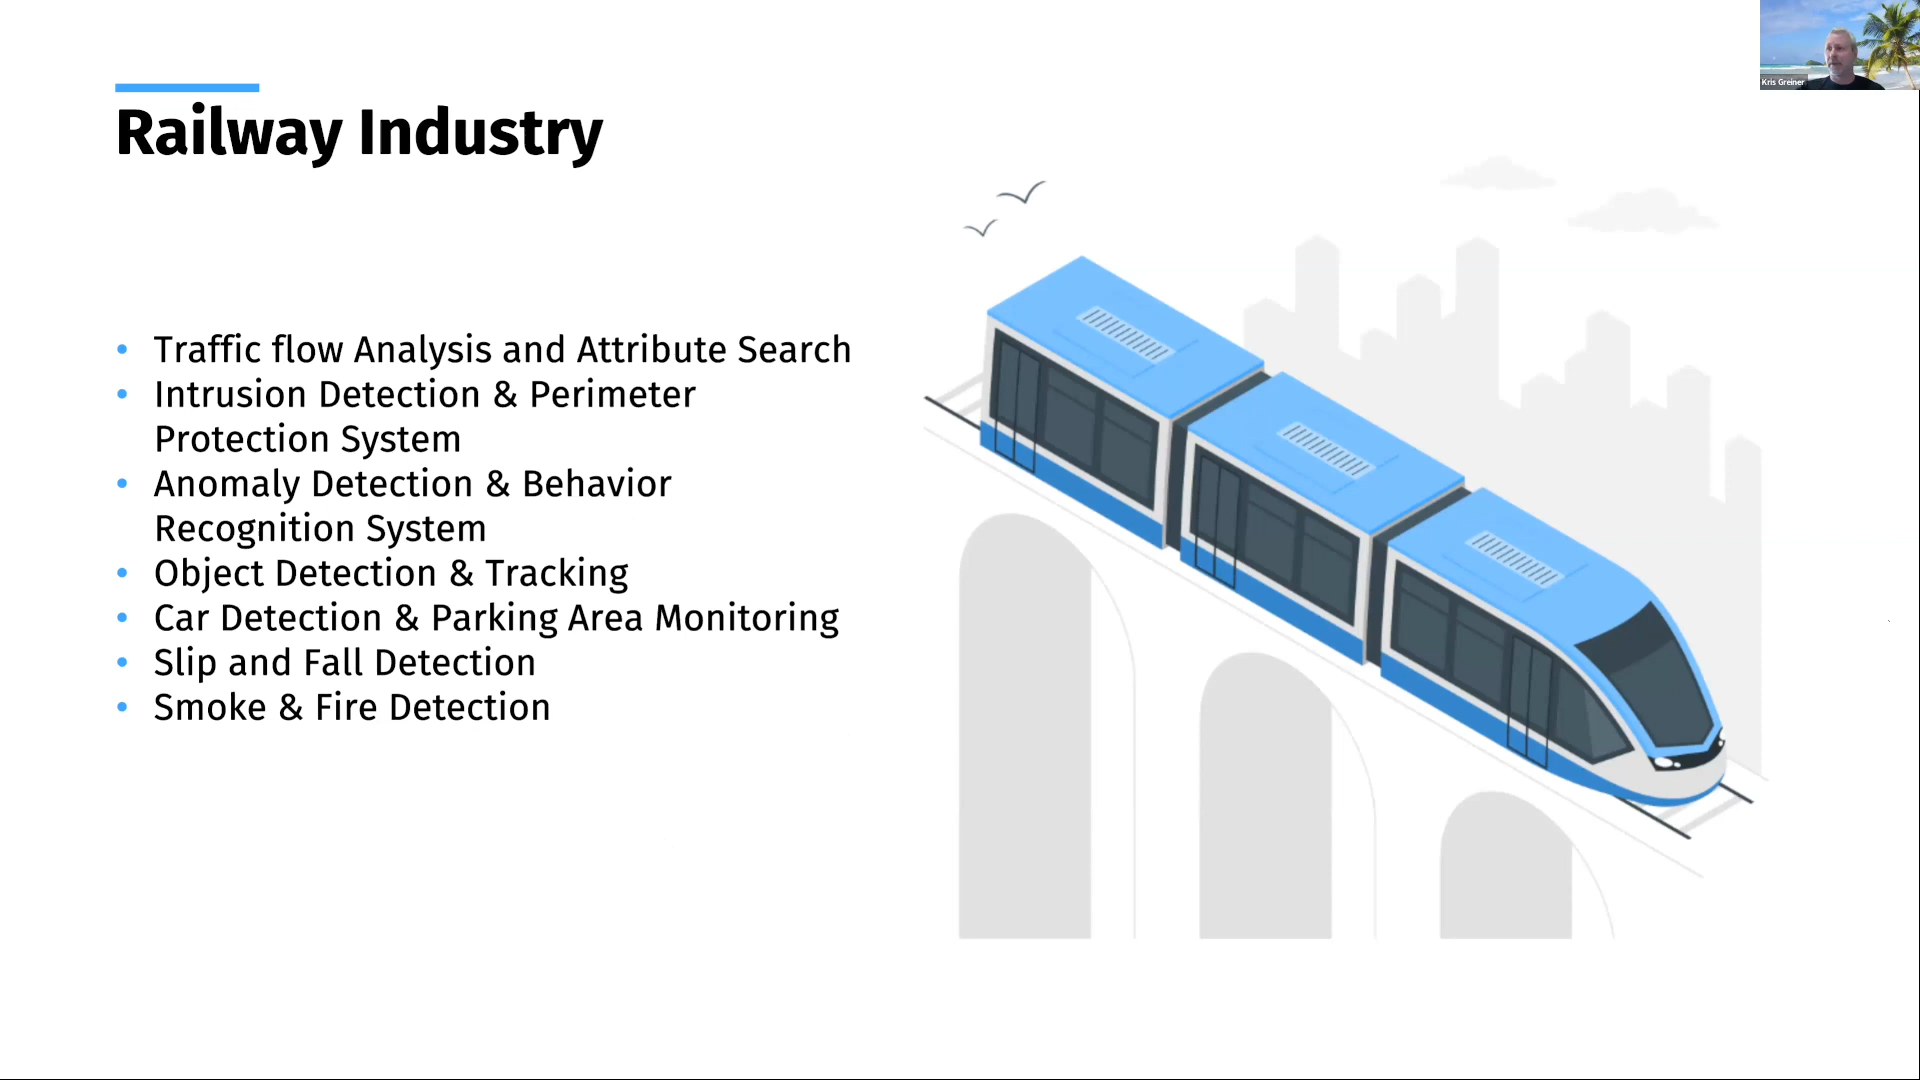 Kris Greiner
Railway Industry
• Traffic flow Analysis and Attribute Search
• Intrusion Detection & Perimeter
Protection System
• Anomaly Detection & Behavior
Recognition System
• Object Detection & Tracking
• Car Detection & Parking Area Monitoring
• Slip and Fall Detection
• Smoke & Fire Detection